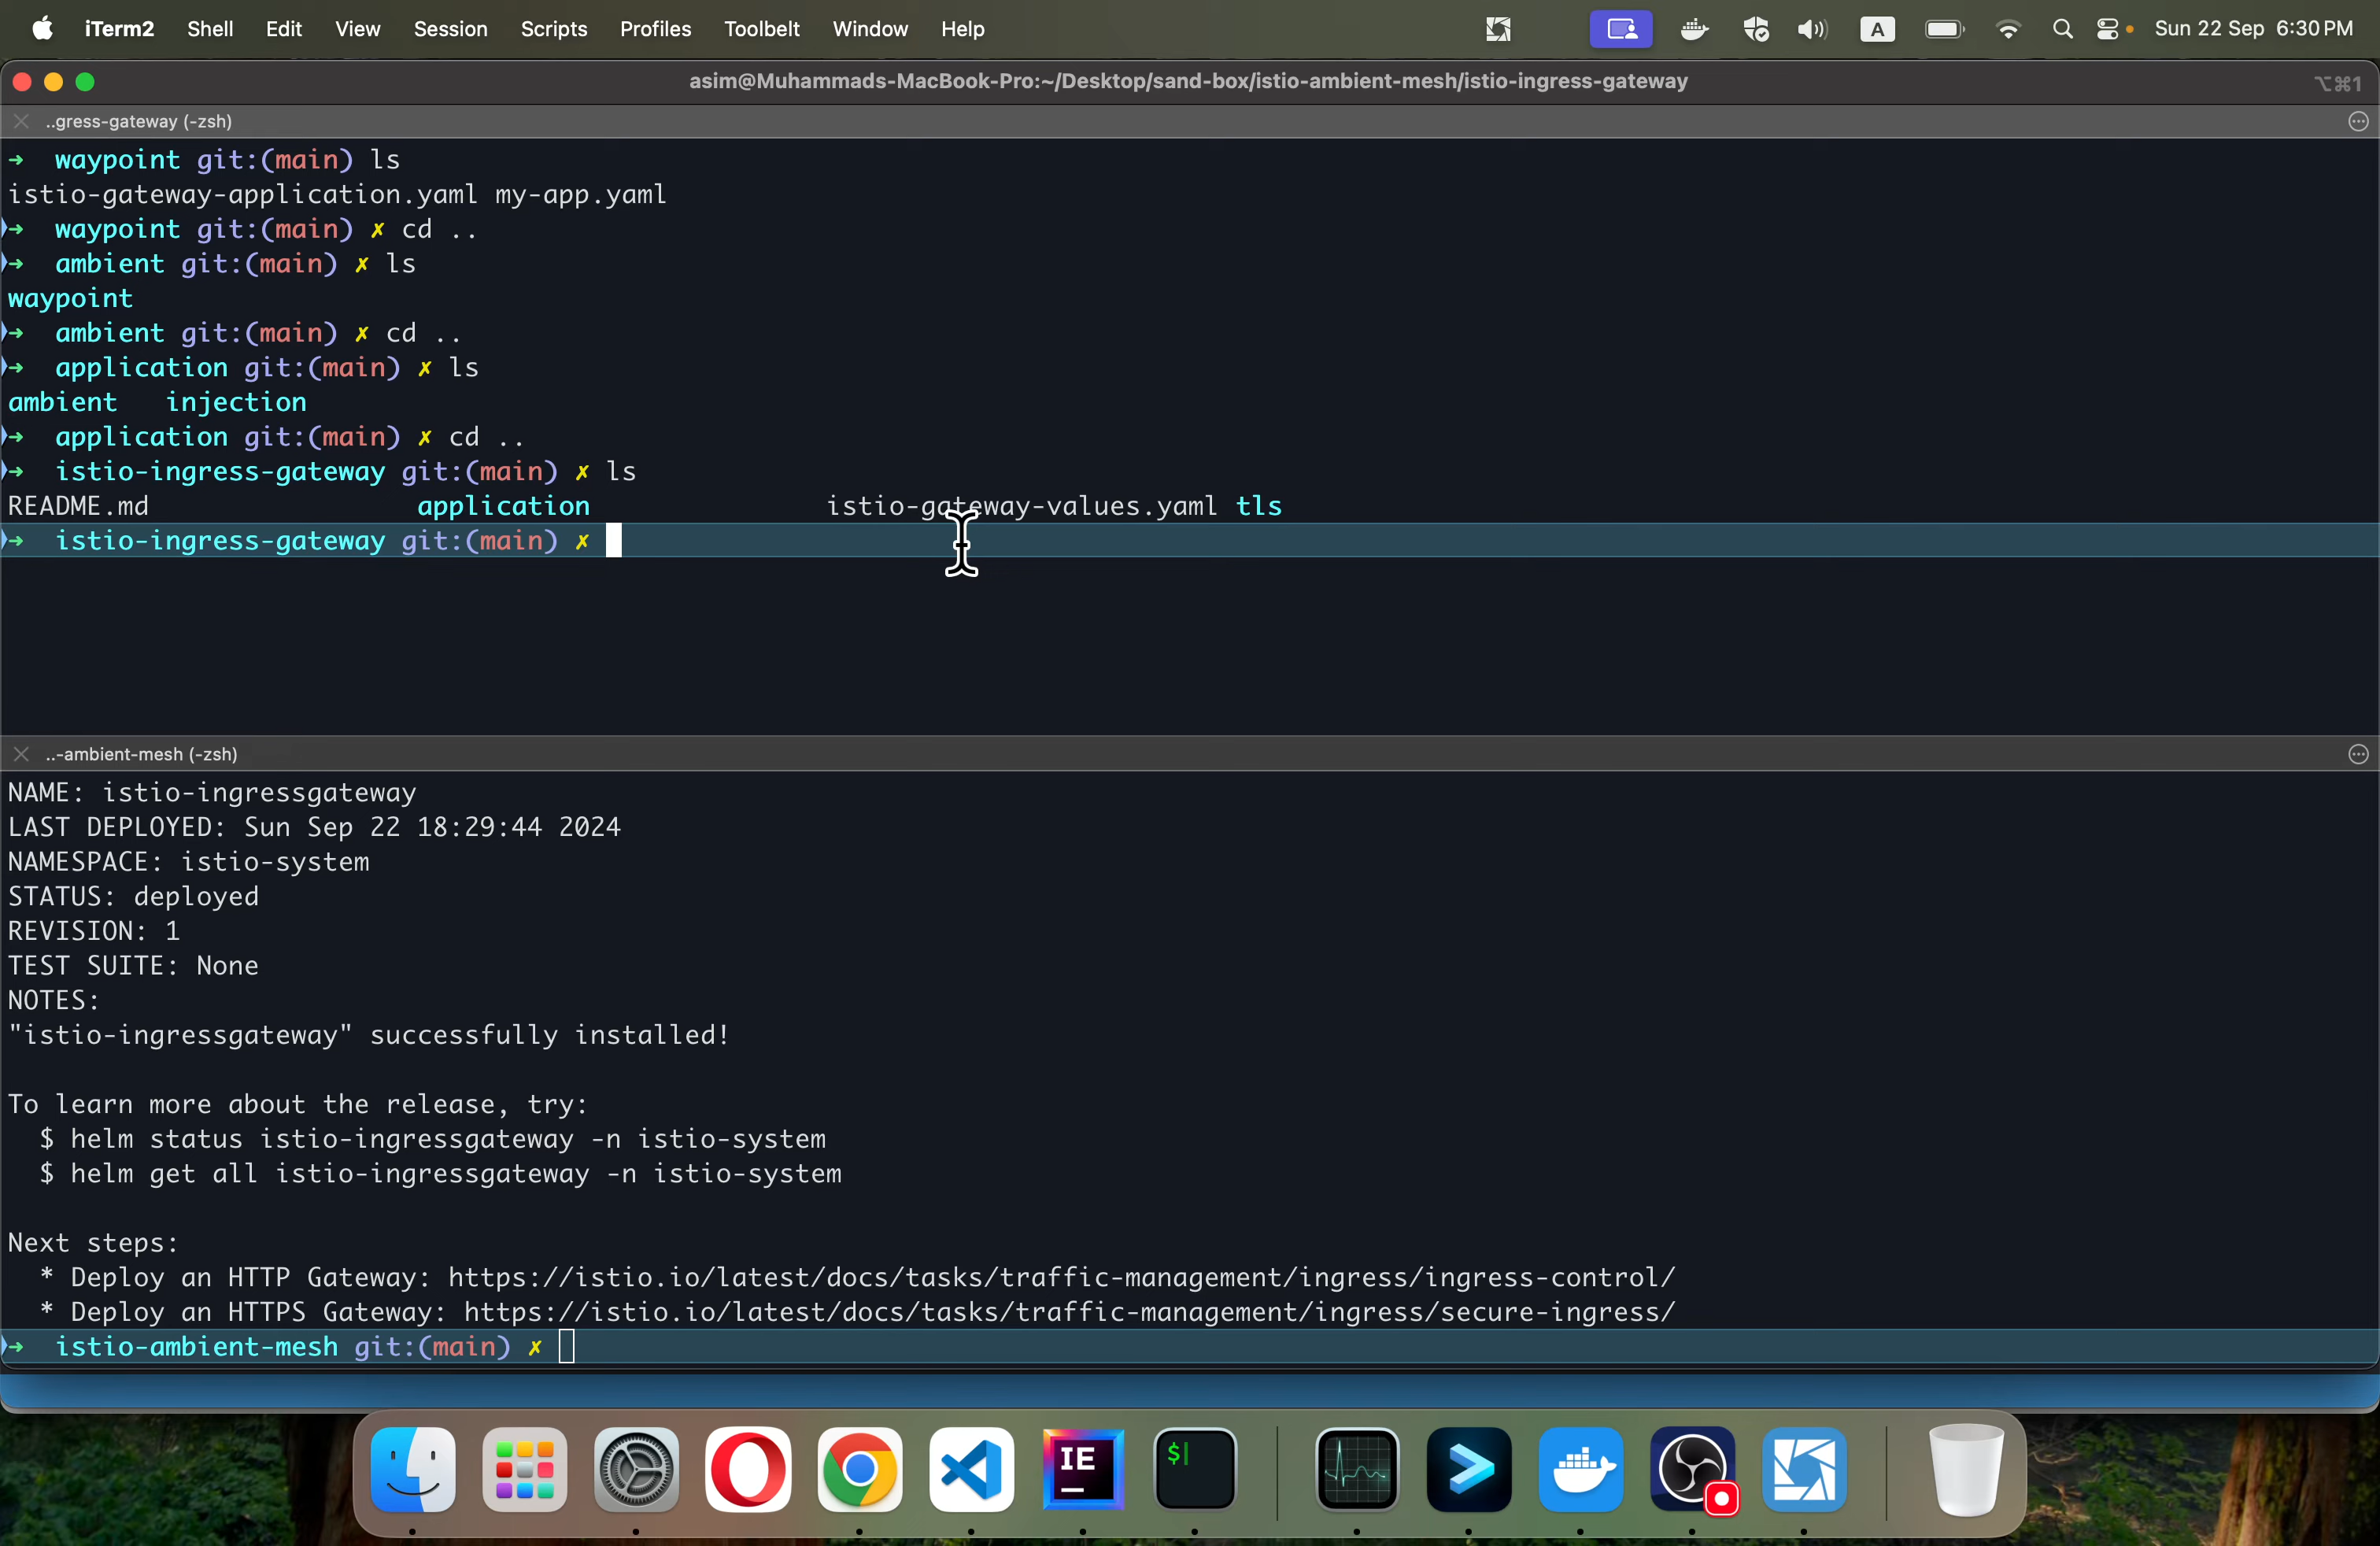 iTerm2 Shell Edit View Session Scripts Profiles Toolbelt Window Help A Sun 22 Sep 6:30 PM
asim@Muhammads-MacBook-Pro:~/Desktop/sand-box/istio-ambient-mesh/istio-ingress-gateway ⌥⌘1
..gress-gateway (-zsh)
➜ waypoint git:(main) ls
istio-gateway-application.yaml my-app.yaml
➜ waypoint git:(main) ✗ cd ..
➜ ambient git:(main) ✗ ls
waypoint
➜ ambient git:(main) ✗ cd ..
➜ application git:(main) ✗ ls
ambient injection
➜ application git:(main) ✗ cd ..
➜ istio-ingress-gateway git:(main) ✗ ls
README.md application istio-gateway-values.yaml tls
➜ istio-ingress-gateway git:(main) ✗
..-ambient-mesh (-zsh)
NAME: istio-ingressgateway
LAST DEPLOYED: Sun Sep 22 18:29:44 2024
NAMESPACE: istio-system
STATUS: deployed
REVISION: 1
TEST SUITE: None
NOTES:
"istio-ingressgateway" successfully installed!
To learn more about the release, try:
$ helm status istio-ingressgateway -n istio-system
$ helm get all istio-ingressgateway -n istio-system
Next steps:
* Deploy an HTTP Gateway: https://istio.io/latest/docs/tasks/traffic-management/ingress/ingress-control/
* Deploy an HTTPS Gateway: https://istio.io/latest/docs/tasks/traffic-management/ingress/secure-ingress/
➜ istio-ambient-mesh git:(main) ✗
IE $